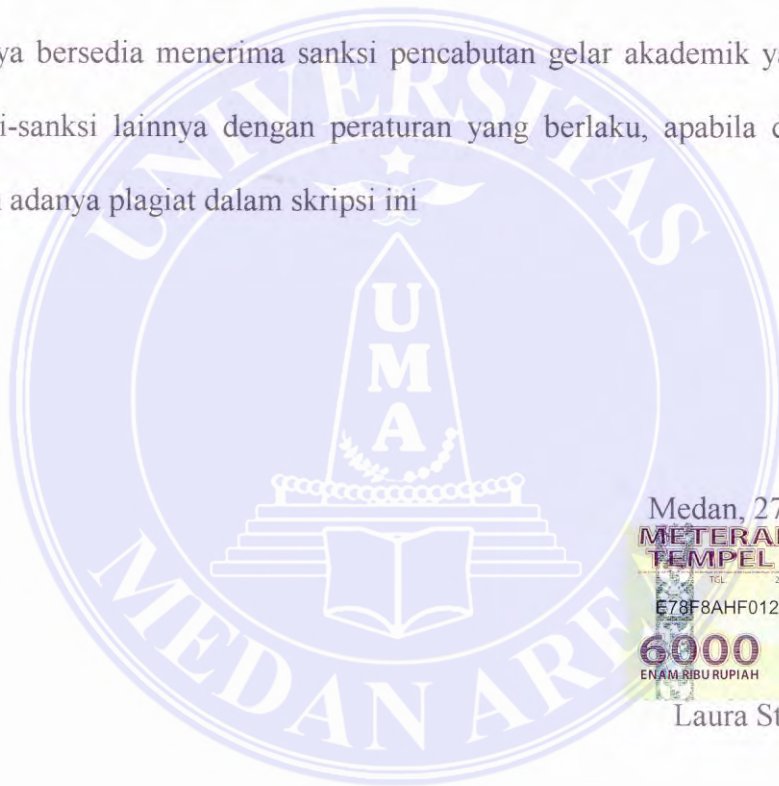 ya bersedia menerima sanksi pencabutan gelar akademik ya
i-sanksi lainnya dengan peraturan yang berlaku, apabila
adanya plagiat dalam skripsi ini
UNIVERSITAS
U
M
A
MEDAN AREA
Medan, 27
METERAI
TEMPEL
TGL.
E78F8AHF012
6000
ENAM RIBU RUPIAH
Laura St